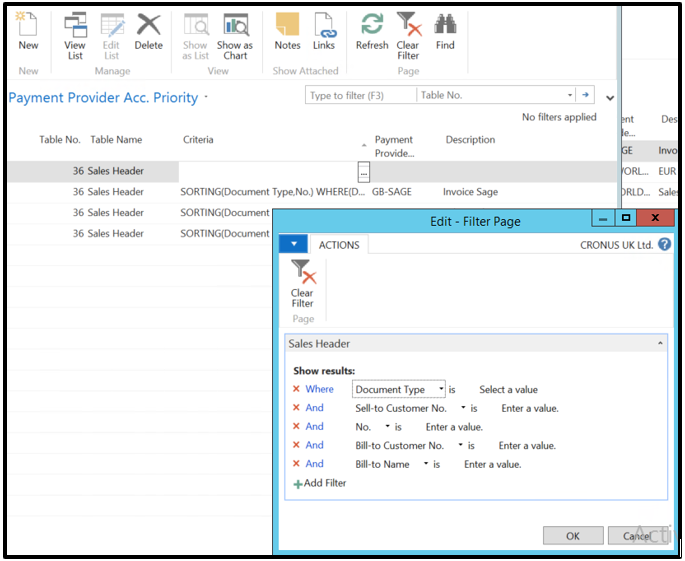 New View List Edit List Delete Show as List Show as Chart Notes Links Refresh Clear Filter Find
New Manage View Show Attached Page
Payment Provider Acc. Priority
Type to filter (F3) Table No.
No filters applied
Table No. Table Name Criteria Payment Provide... Description
36 Sales Header ...
36 Sales Header SORTING(Document Type,No.) WHERE(D... GB-SAGE Invoice Sage
36 Sales Header SORTING(Document
36 Sales Header SORTING(Document
ent De...
de...
GE Invo
VORL... EUR
ORLD... Sales
Edit - Filter Page
ACTIONS CRONUS UK Ltd.
Clear Filter
Page
Sales Header
Show results:
Where Document Type is Select a value
And Sell-to Customer No. is Enter a value.
And No. is Enter a value.
And Bill-to Customer No. is Enter a value.
And Bill-to Name is Enter a value.
Add Filter
OK Cancel
Acti